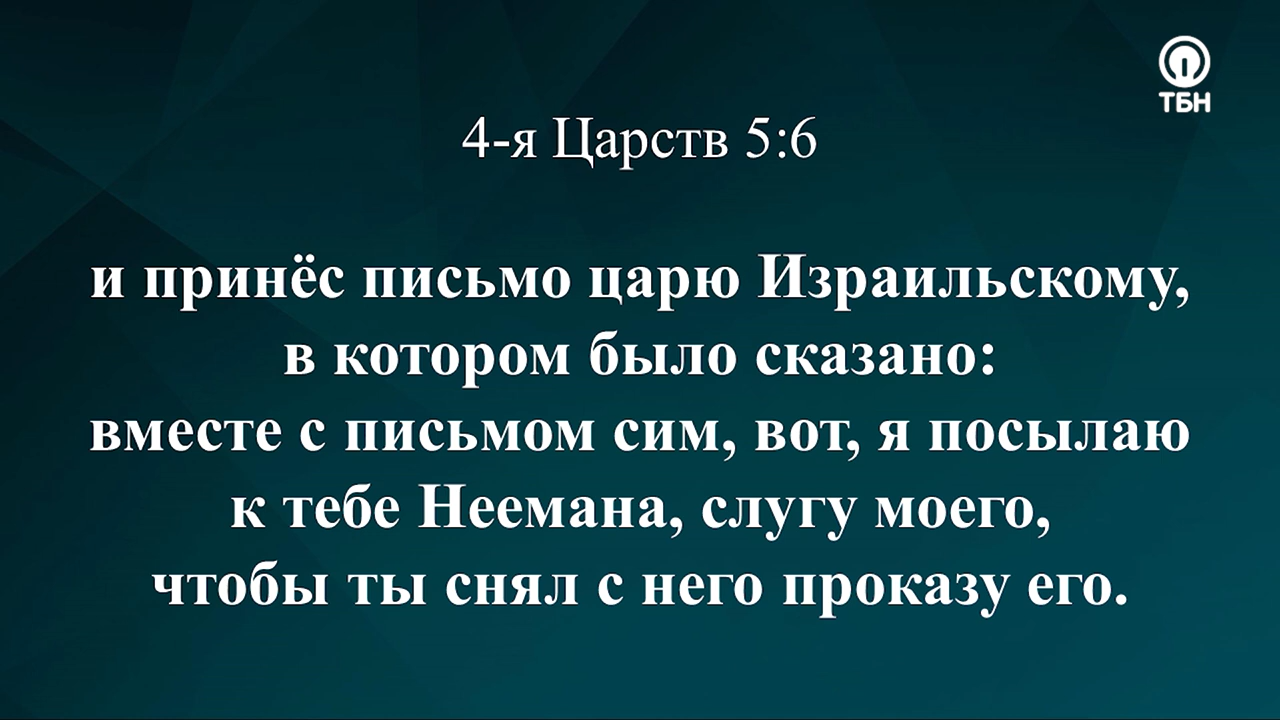 ТБН
4-я Царств 5:6
и принёс письмо царю Израильскому,
в котором было сказано:
вместе с письмом сим, вот, я посылаю
к тебе Неемана, слугу моего,
чтобы ты снял с него проказу его.